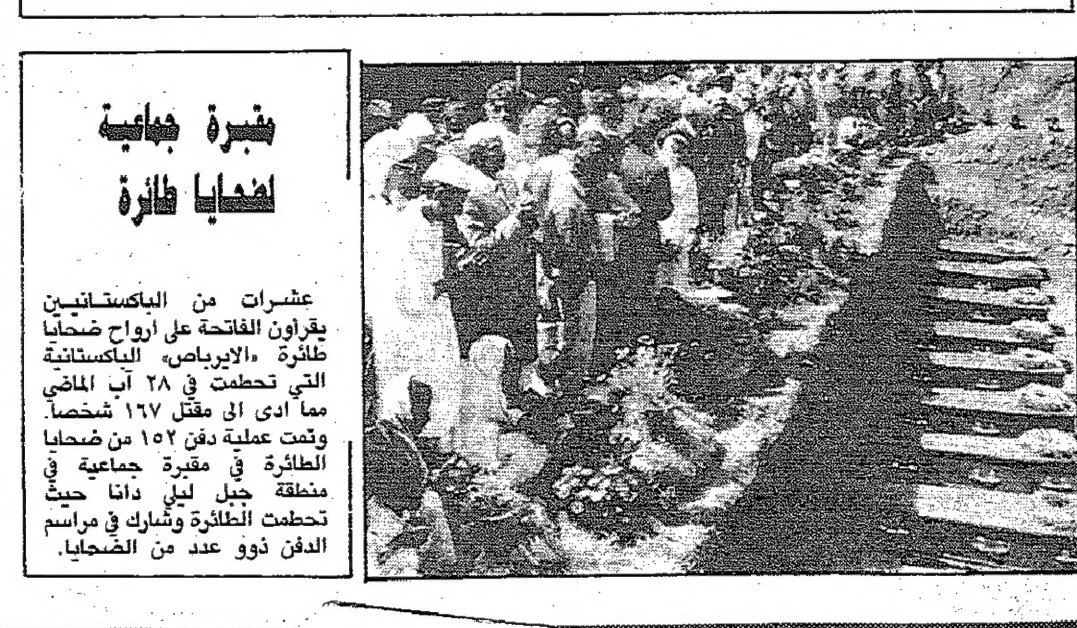 مقبرة جماعية
لضحايا طائرة
عشرات من الباكستانيين
يقرأون الفاتحة على ارواح ضحايا
طائرة «الايرباص» الباكستانية
التي تحطمت في ٢٨ آب الماضي
مما ادى الى مقتل ١٦٧ شخصا.
وتمت عملية دفن ١٥٢ من ضحايا
الطائرة في مقبرة جماعية في
منطقة جبل ليلي دانا حيث
تحطمت الطائرة وشارك في مراسم
الدفن ذوو عدد من الضحايا.